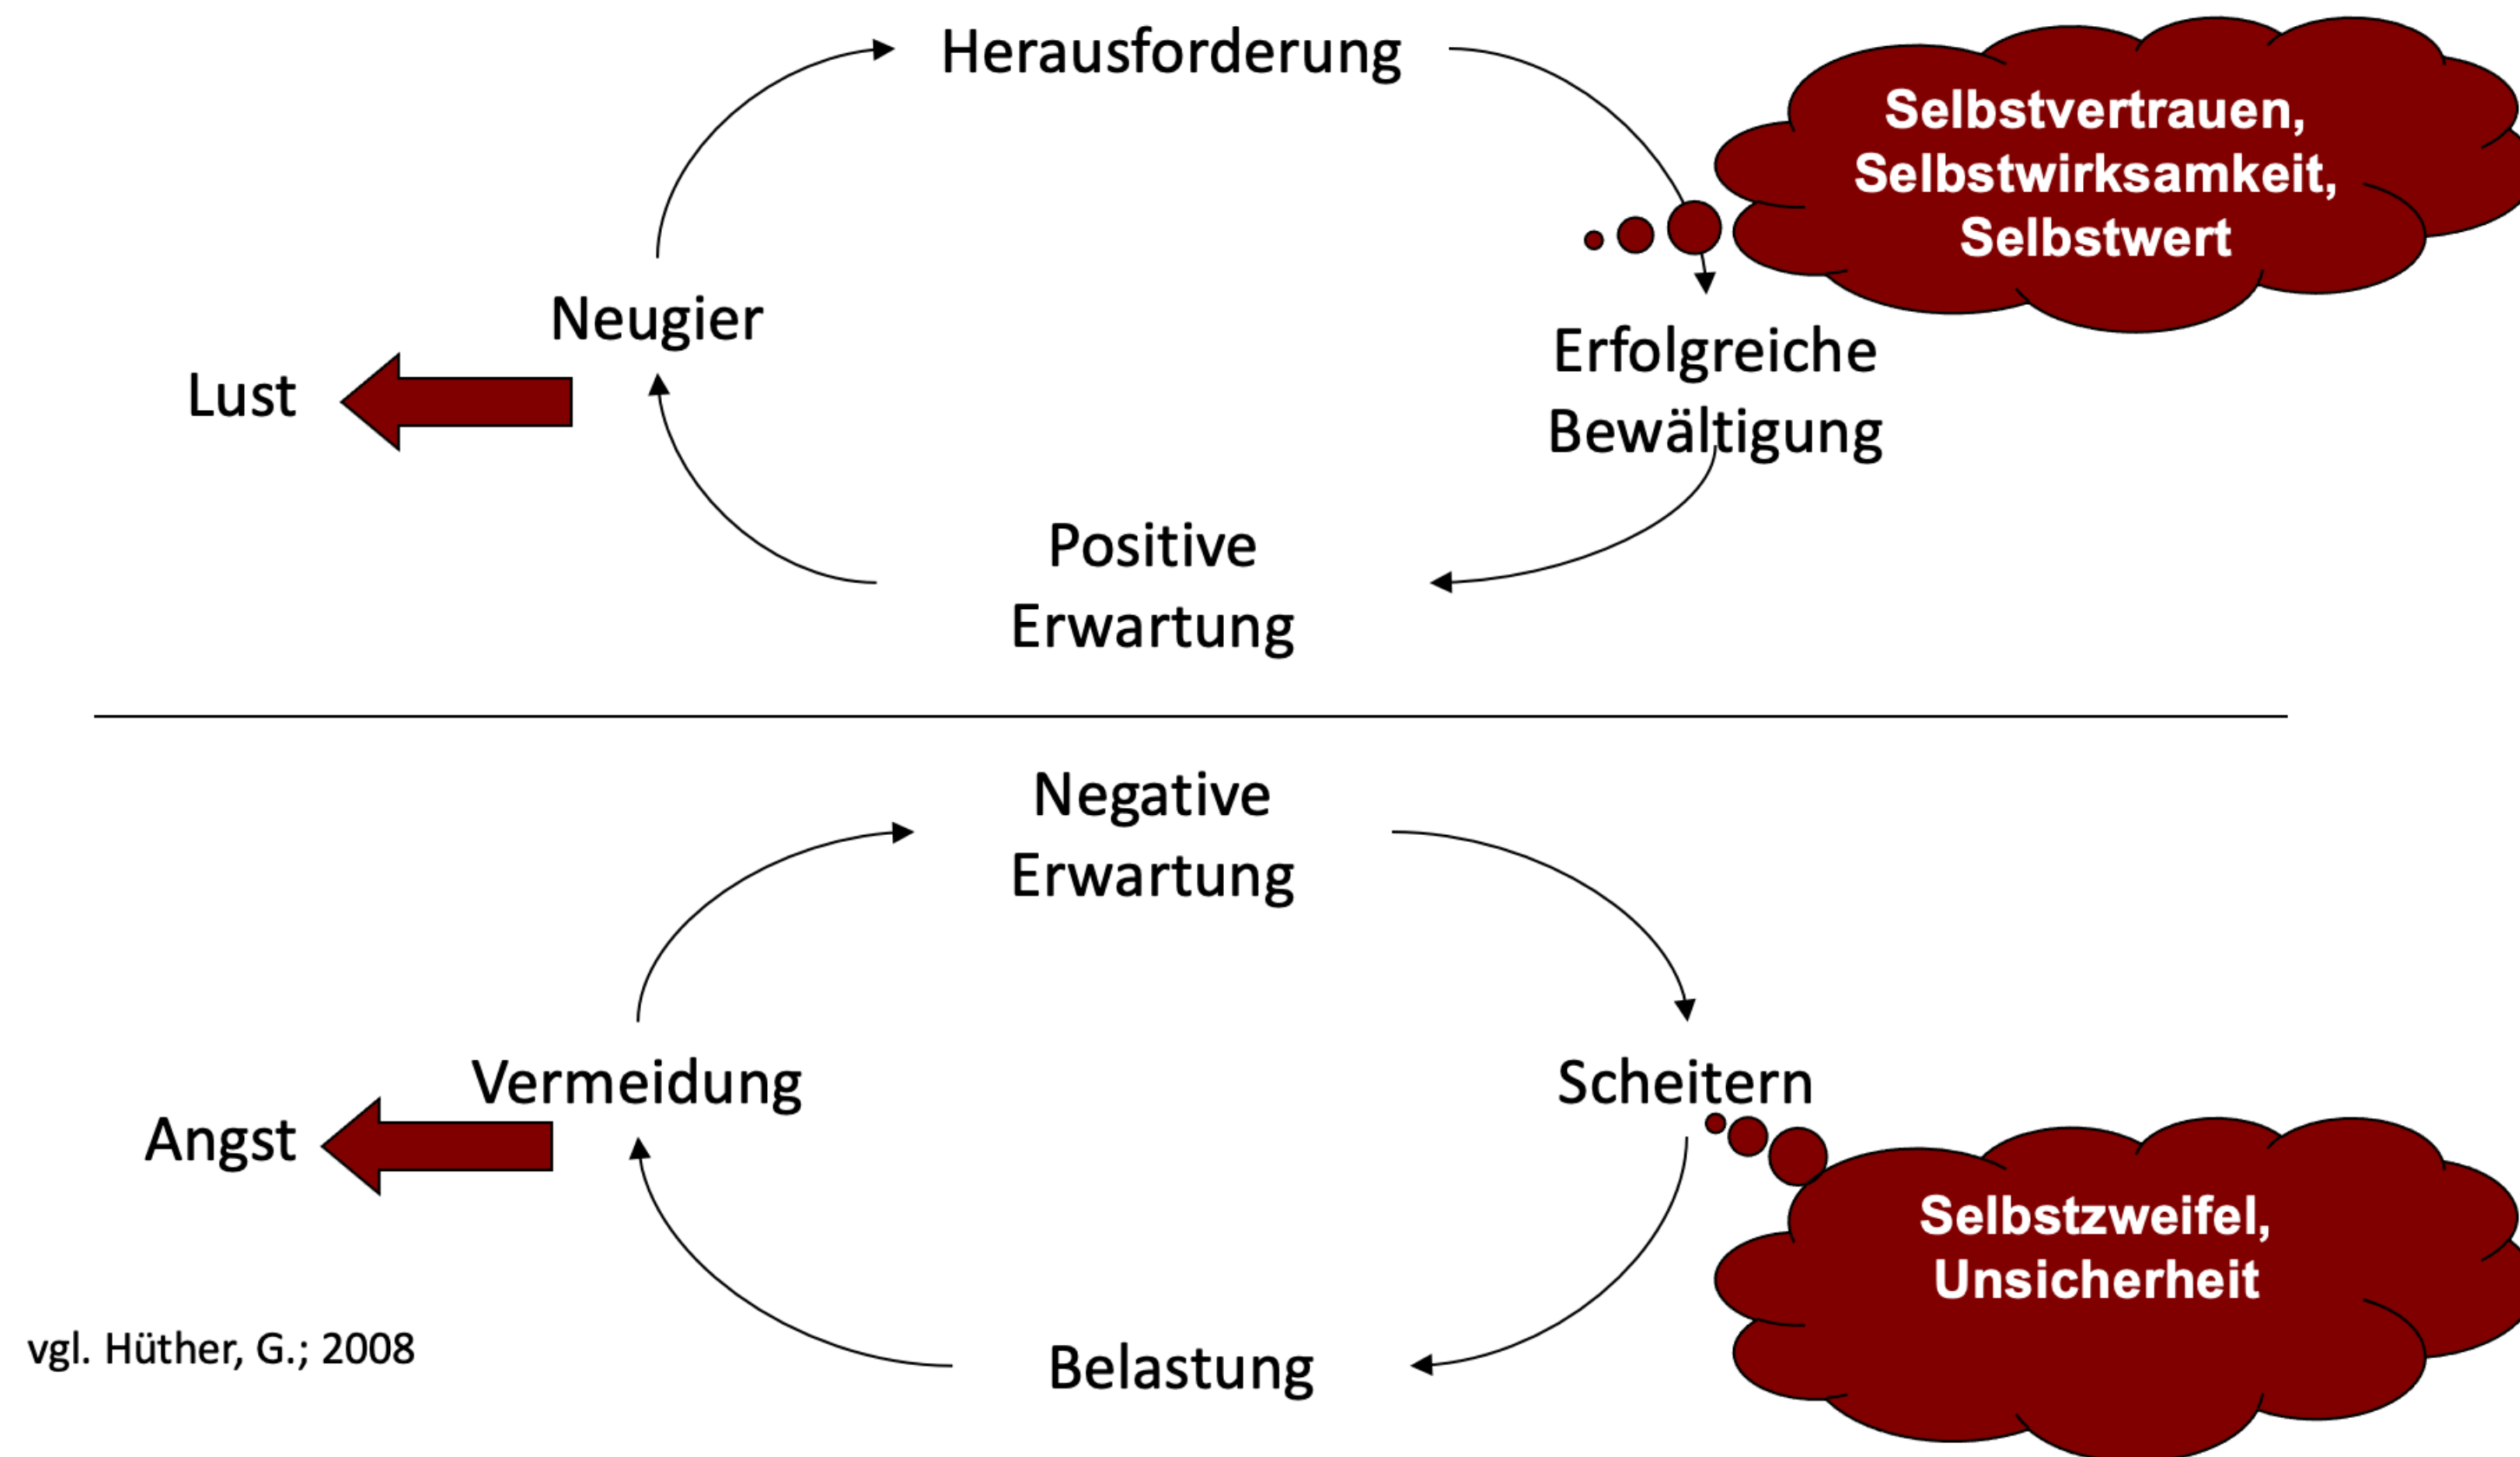 Herausforderung
Selbstvertrauen,
Selbstwirksamkeit,
Selbstwert
Neugier
Lust
Erfolgreiche
Bewältigung
Positive
Erwartung
Negative
Erwartung
Vermeidung
Angst
Scheitern
Selbstzweifel,
Unsicherheit
Belastung
vgl. Hüther, G.; 2008